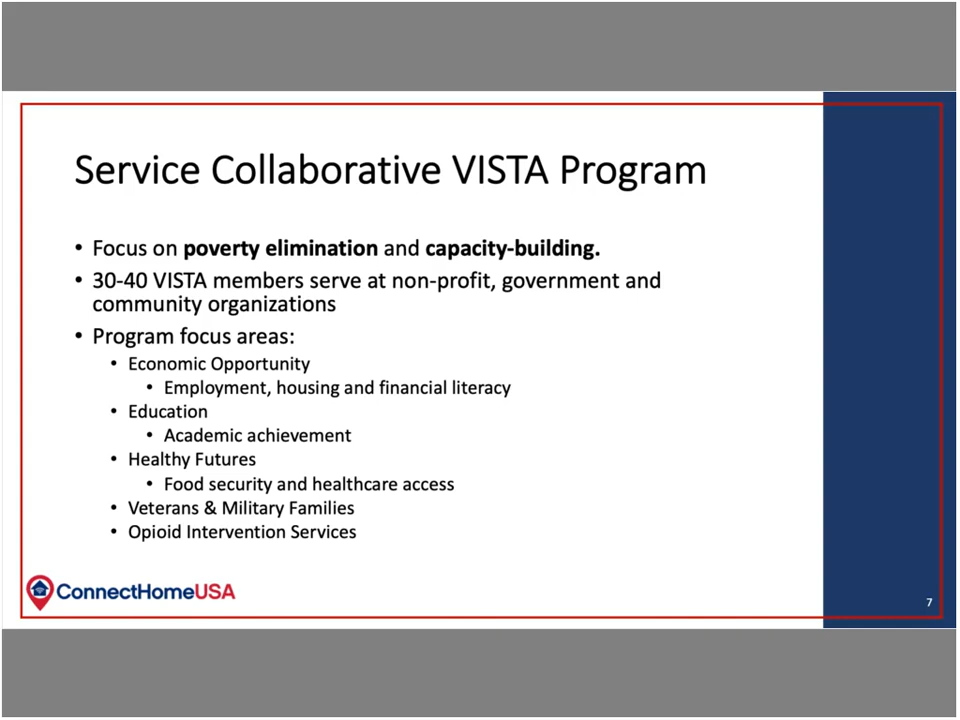 Service Collaborative VISTA Program
• Focus on poverty elimination and capacity-building.
• 30-40 VISTA members serve at non-profit, government and
community organizations
• Program focus areas:
• Economic Opportunity
• Employment, housing and financial literacy
• Education
• Academic achievement
• Healthy Futures
• Food security and healthcare access
• Veterans & Military Families
• Opioid Intervention Services
ConnectHomeUSA
7